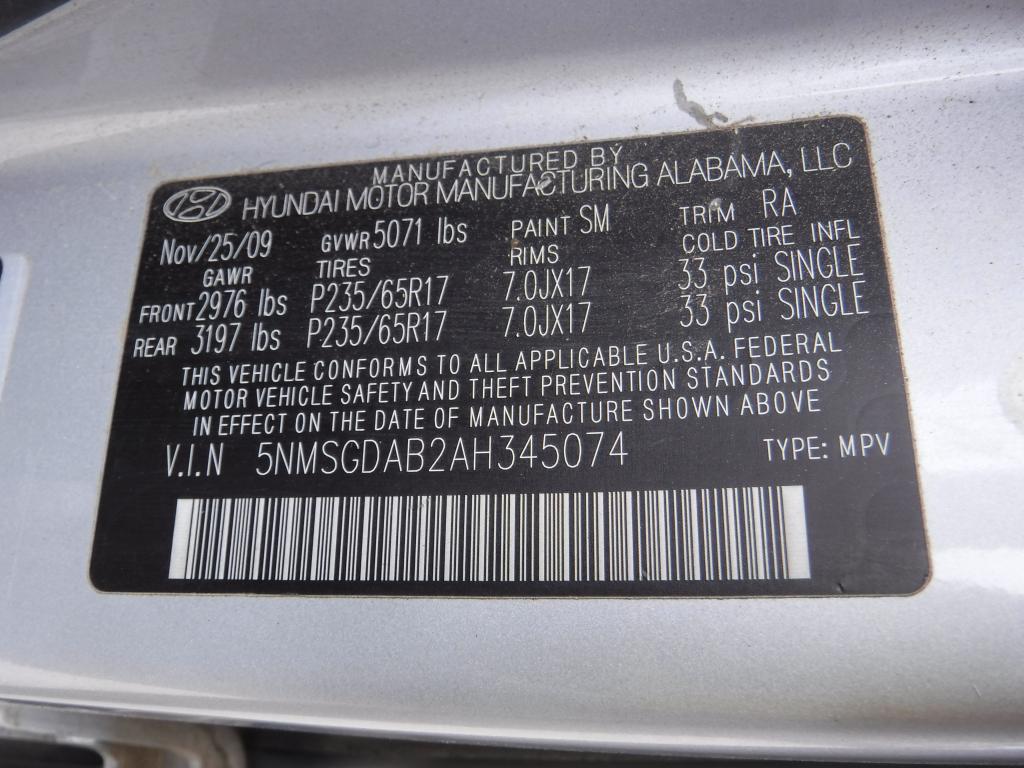 MANUFACTURED BY
HYUNDAI MOTOR MANUFACTURING ALABAMA, LLC
Nov/25/09 GVWR 5071 lbs PAINT SM TRIM RA
GAWR TIRES RIMS COLD TIRE INFL
FRONT 2976 lbs P235/65R17 7.0JX17 33 psi SINGLE
REAR 3197 lbs P235/65R17 7.0JX17 33 psi SINGLE
THIS VEHICLE CONFORMS TO ALL APPLICABLE U.S.A. FEDERAL
MOTOR VEHICLE SAFETY AND THEFT PREVENTION STANDARDS
IN EFFECT ON THE DATE OF MANUFACTURE SHOWN ABOVE
V.I.N 5NMSGDAB2AH345074 TYPE: MPV